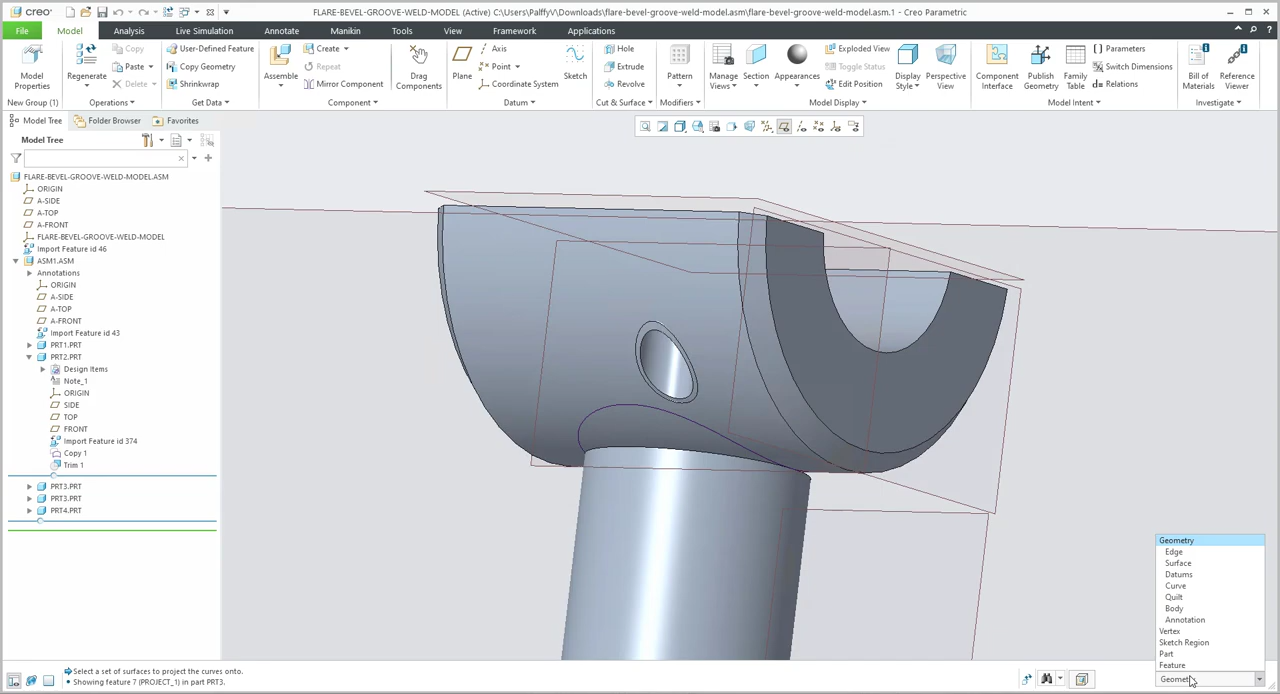 creo
FLARE-BEVEL-GROOVE-WELD-MODEL (Active) C:\Users\PalffyV\Downloads\flare-bevel-groove-weld-model.asm\flare-bevel-groove-weld-model.asm.1 - Creo Parametric
File Model Analysis Live Simulation Annotate Manikin Tools View Framework Applications
Model Properties
New Group (1)
Regenerate
Copy
Paste
Delete
Operations
User-Defined Feature
Copy Geometry
Shrinkwrap
Get Data
Assemble
Create
Repeat
Mirror Component
Drag Components
Component
Plane
Axis
Point
Coordinate System
Sketch
Datum
Hole
Extrude
Revolve
Cut & Surface
Pattern
Modifiers
Manage Views
Section
Appearances
Exploded View
Toggle Status
Edit Position
Display Style
Perspective View
Model Display
Component Interface
Publish Geometry
Family Table
Parameters
Switch Dimensions
Relations
Model Intent
Bill of Materials
Reference Viewer
Investigate
Model Tree Folder Browser Favorites
Model Tree
FLARE-BEVEL-GROOVE-WELD-MODEL.ASM
ORIGIN
A-SIDE
A-TOP
A-FRONT
FLARE-BEVEL-GROOVE-WELD-MODEL
Import Feature id 46
ASM1.ASM
Annotations
ORIGIN
A-SIDE
A-TOP
A-FRONT
Import Feature id 43
PRT1.PRT
PRT2.PRT
Design Items
Note_1
ORIGIN
SIDE
TOP
FRONT
Import Feature id 374
Copy 1
Trim 1
PRT3.PRT
PRT3.PRT
PRT4.PRT
Geometry
Edge
Surface
Datums
Curve
Quilt
Body
Annotation
Vertex
Sketch Region
Part
Feature
Select a set of surfaces to project the curves onto.
Showing feature 7 (PROJECT_1) in part PRT3.
Geometry